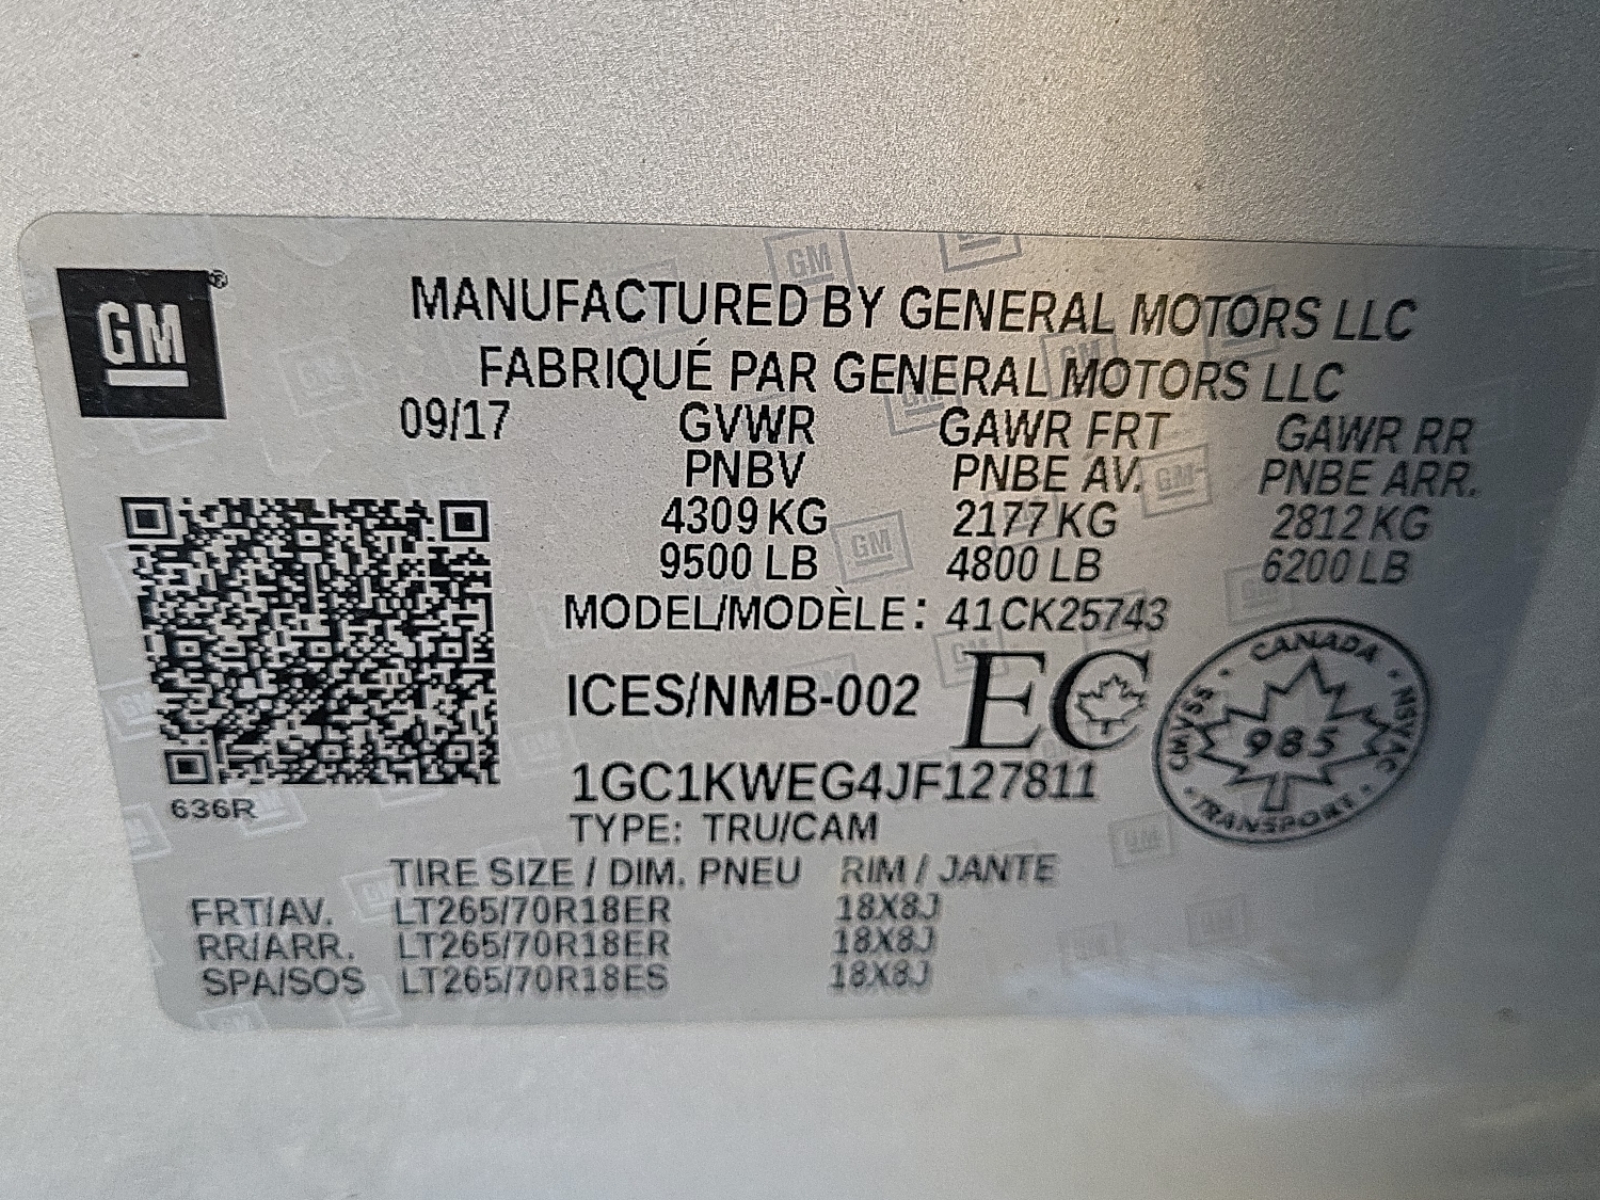 GM®
MANUFACTURED BY GENERAL MOTORS LLC
FABRIQUÉ PAR GENERAL MOTORS LLC
09/17 GVWR GAWR FRT GAWR RR
PNBV PNBE AV. PNBE ARR.
4309 KG 2177 KG 2812 KG
9500 LB 4800 LB 6200 LB
MODEL/MODÈLE: 41CK25743
ICES/NMB-002 EC
CANADA
CMVSS 985 NSVAC
TRANSPORT
1GC1KWEG4JF127811
636R
TYPE: TRU/CAM
TIRE SIZE / DIM. PNEU RIM / JANTE
FRT/AV. LT265/70R18ER 18X8J
RR/ARR. LT265/70R18ER 18X8J
SPA/SOS LT265/70R18ES 18X8J